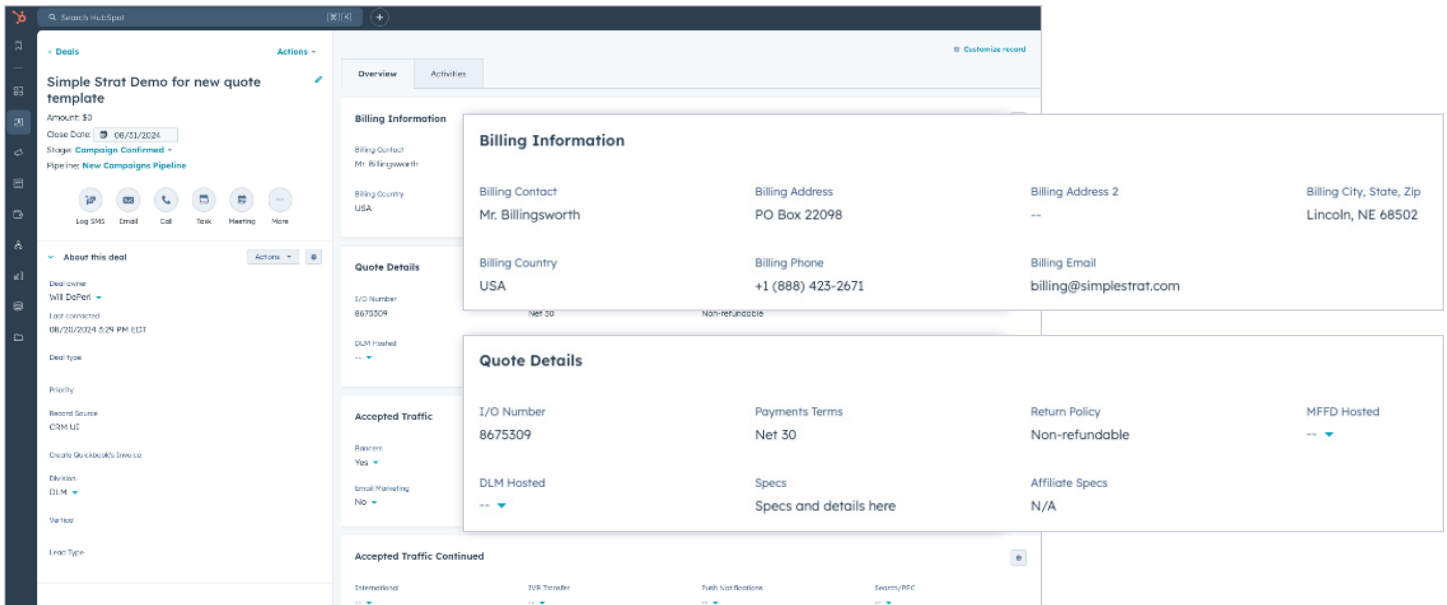 Search HubSpot [⌘][K] +
‹ Deals Actions
Simple Strat Demo for new quote
template
Amount: $0
Close Date: 08/31/2024
Stage: Campaign Confirmed
Pipeline: New Campaigns Pipeline
Log SMS Email Call Task Meeting More
About this deal Actions
Deal owner
Will DePeri
Last contacted
08/20/2024 3:29 PM EDT
Deal type
Priority
Record Source
CRM UI
Create Quickbook's Invoice
Division
DLM
Vertical
Lead Type
Customize record
Overview Activities
Billing Information
Billing Contact
Mr. Billingsworth
Billing Country
USA
Quote Details
I/O Number
8675309 Net 30 Non-refundable
DLM Hosted
--
Accepted Traffic
Banners
Yes
Email Marketing
No
Accepted Traffic Continued
International IVR Transfer Push Notifications Search/PPC
-- -- -- --
Billing Information
Billing Contact Billing Address Billing Address 2 Billing City, State, Zip
Mr. Billingsworth PO Box 22098 -- Lincoln, NE 68502
Billing Country Billing Phone Billing Email
USA +1 (888) 423-2671 billing@simplestrat.com
Quote Details
I/O Number Payments Terms Return Policy MFFD Hosted
8675309 Net 30 Non-refundable --
DLM Hosted Specs Affiliate Specs
-- Specs and details here N/A